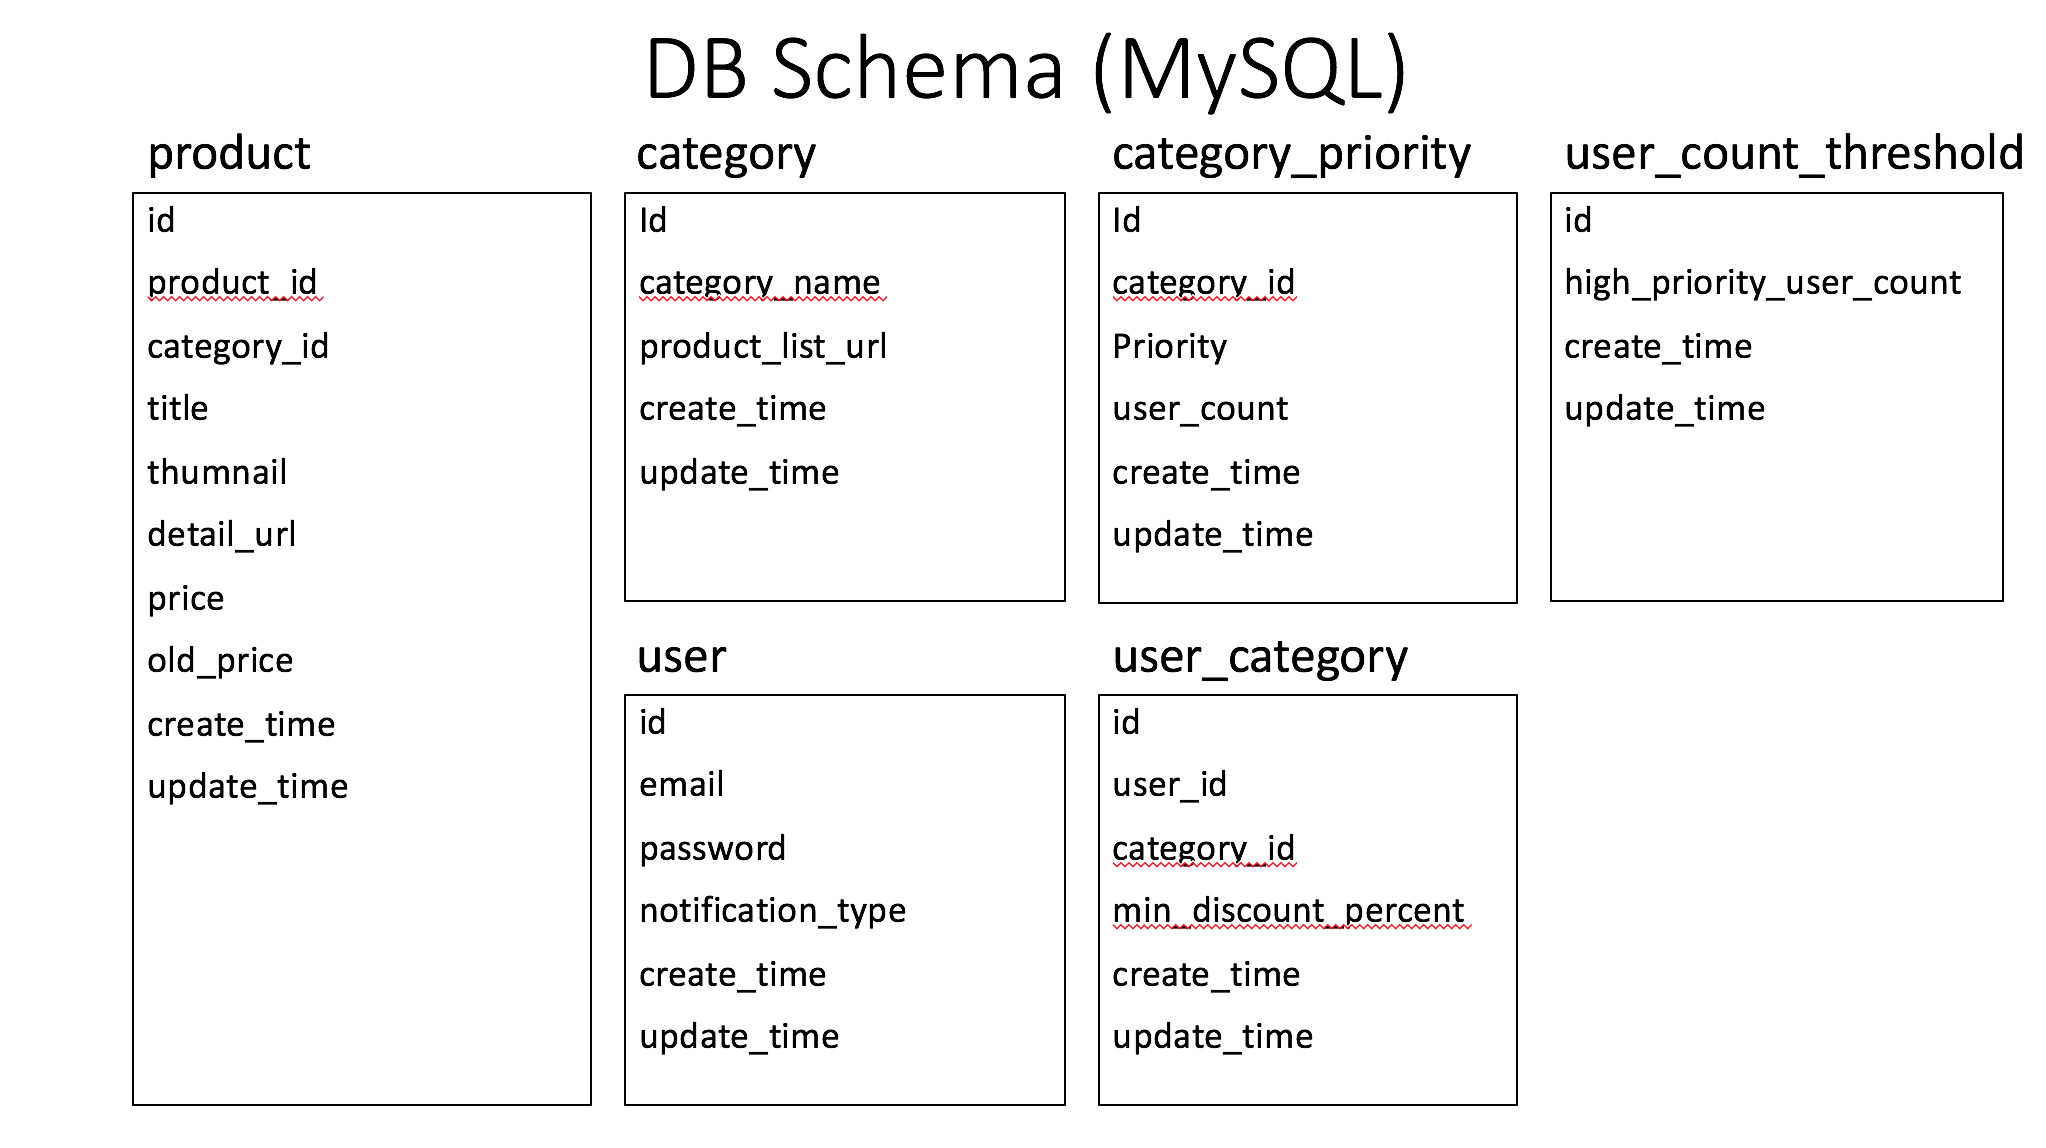 DB Schema (MySQL)
product
id
product_id
category_id
title
thumnail
detail_url
price
old_price
create_time
update_time
category
Id
category_name
product_list_url
create_time
update_time
category_priority
Id
category_id
Priority
user_count
create_time
update_time
user_count_threshold
id
high_priority_user_count
create_time
update_time
user
id
email
password
notification_type
create_time
update_time
user_category
id
user_id
category_id
min_discount_percent
create_time
update_time